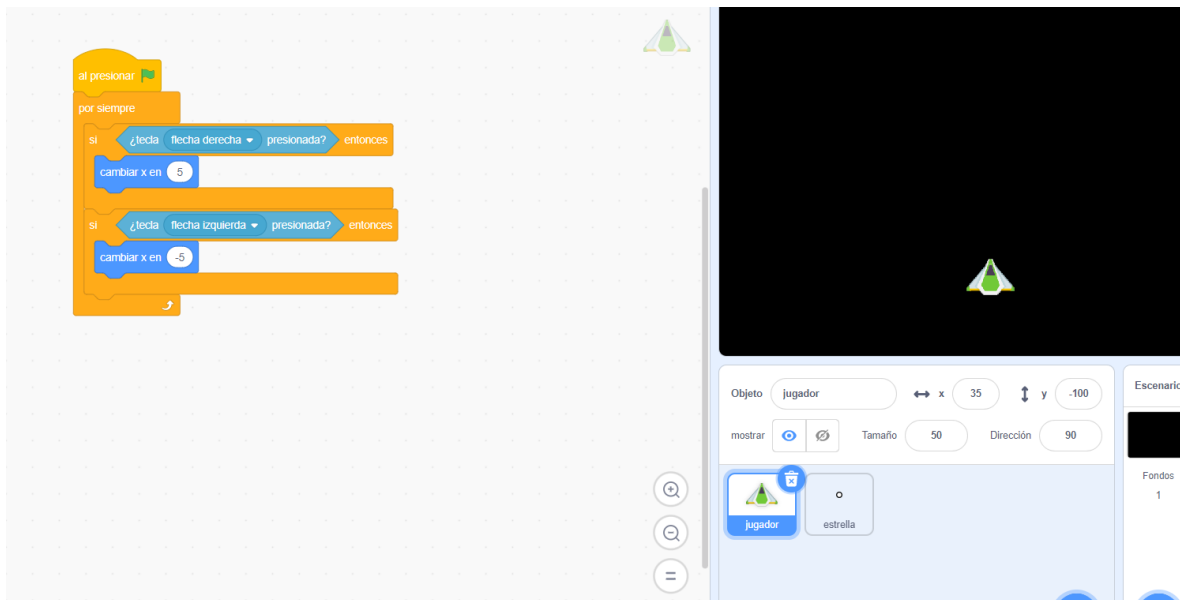 al presionar
por siempre
si ¿tecla flecha derecha presionada? entonces
cambiar x en 5
si ¿tecla flecha izquierda presionada? entonces
cambiar x en -5
Objeto jugador x 35 y -100
mostrar Tamaño 50 Dirección 90
jugador
estrella
Escenario
Fondos
1